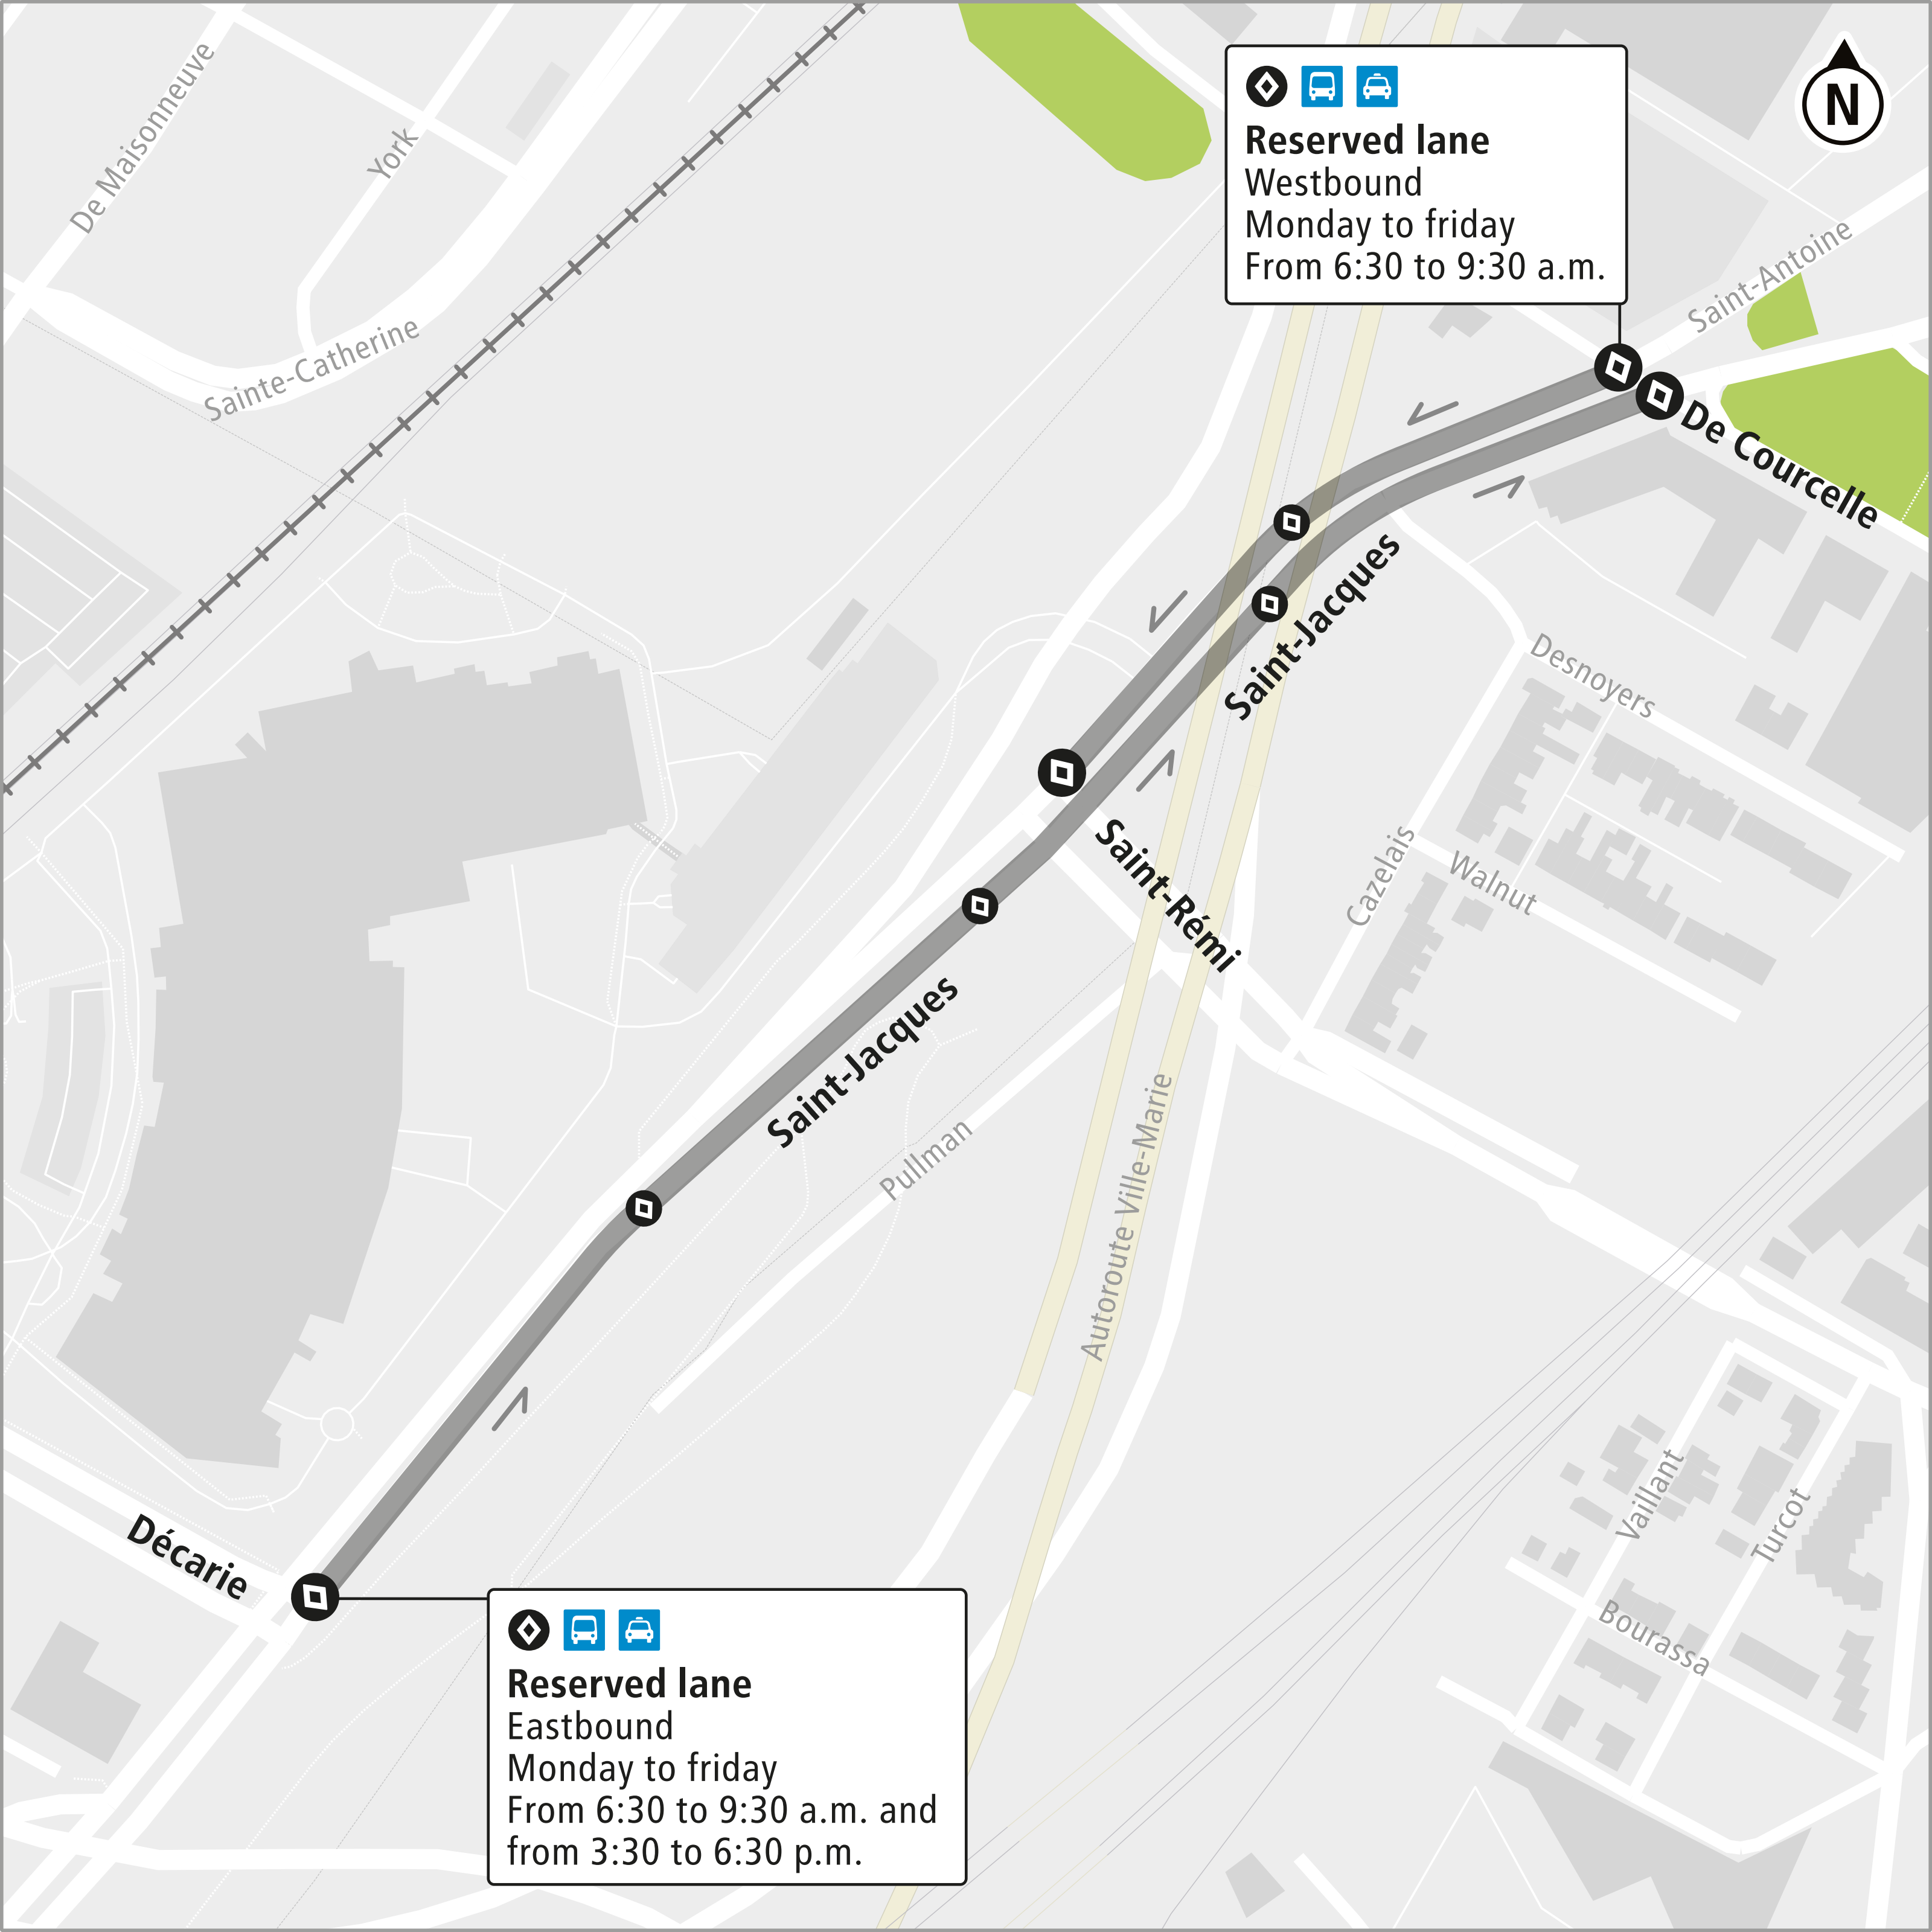 De Maisonneuve
York
Sainte-Catherine
Reserved lane
Westbound
Monday to friday
From 6:30 to 9:30 a.m.
N
Saint-Antoine
De Courcelle
Saint-Jacques
Desnoyers
Saint-Rémi
Cazelais
Walnut
Saint-Jacques
Pullman
Autoroute Ville-Marie
Décarie
Vaillant
Turcot
Bourassa
Reserved lane
Eastbound
Monday to friday
From 6:30 to 9:30 a.m. and
from 3:30 to 6:30 p.m.